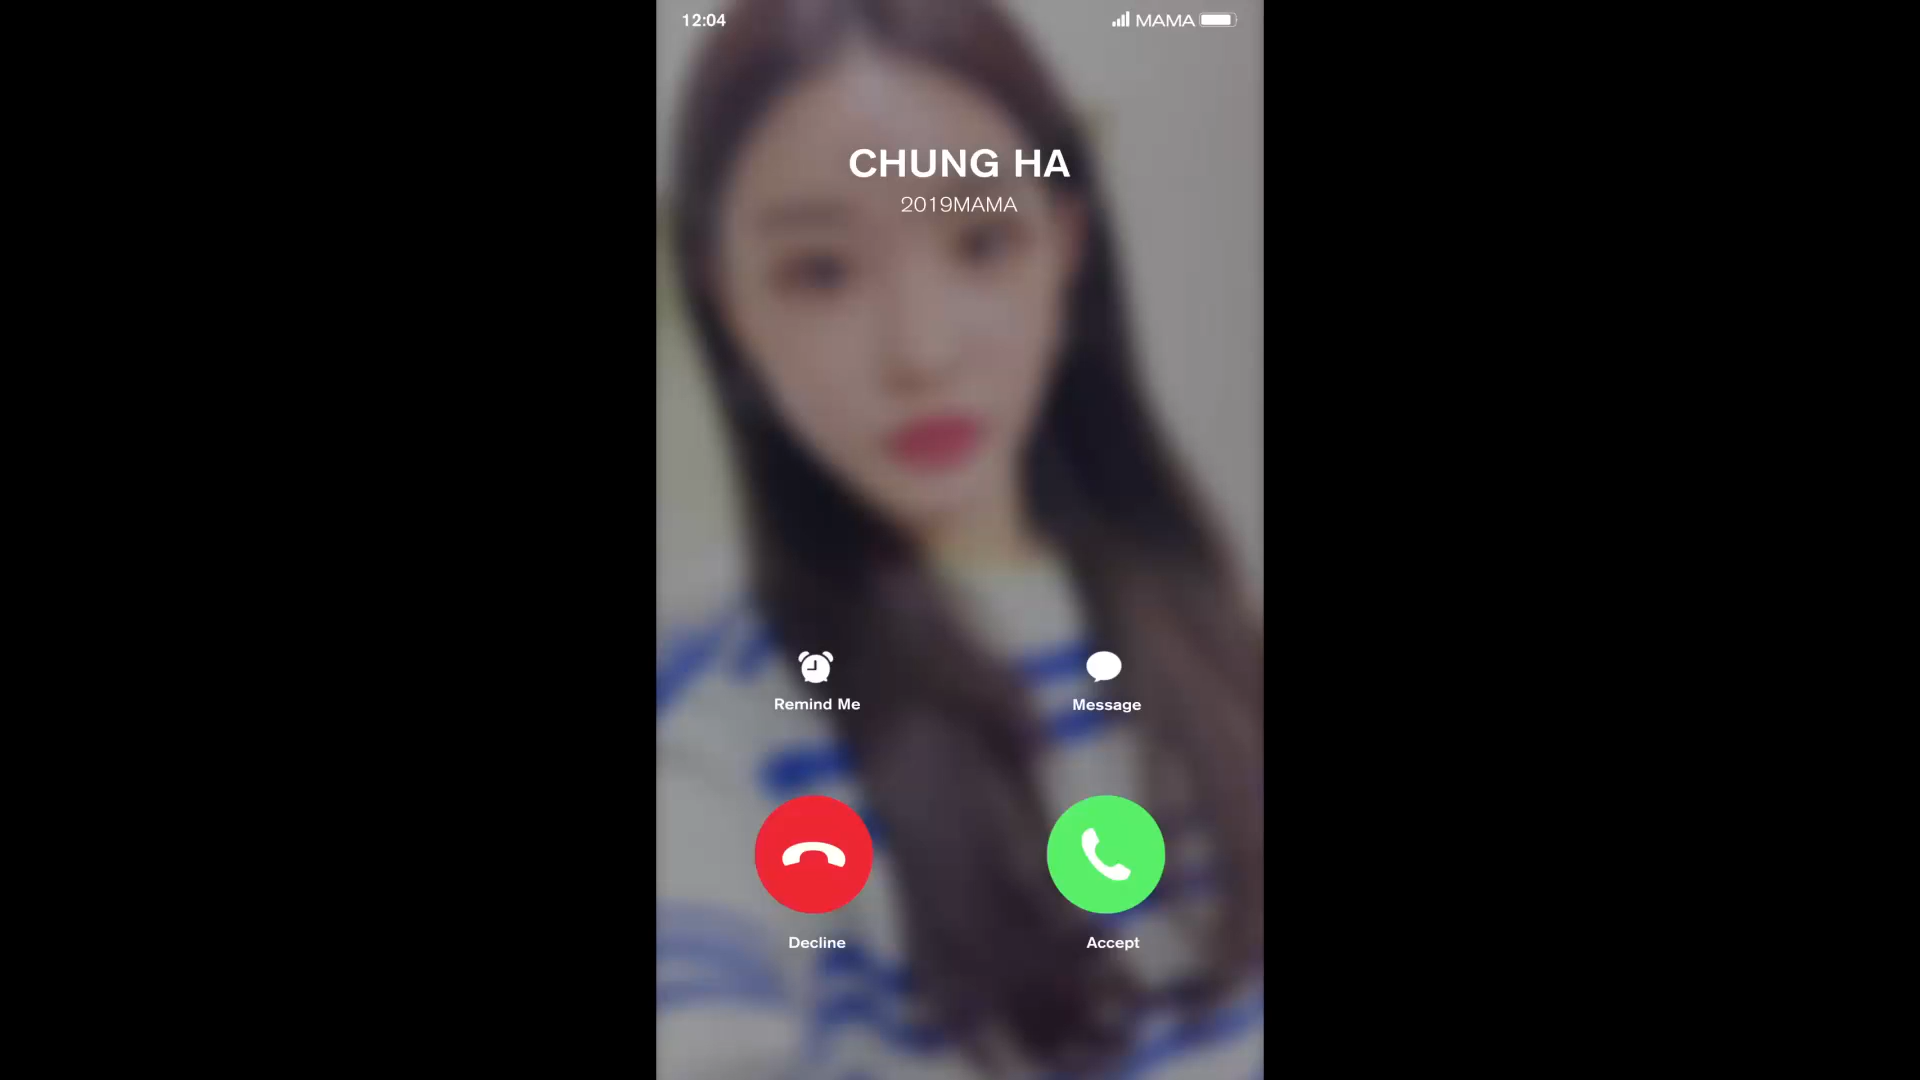 12:04 MAMA
CHUNG HA
2019MAMA
Remind Me Message
Decline Accept